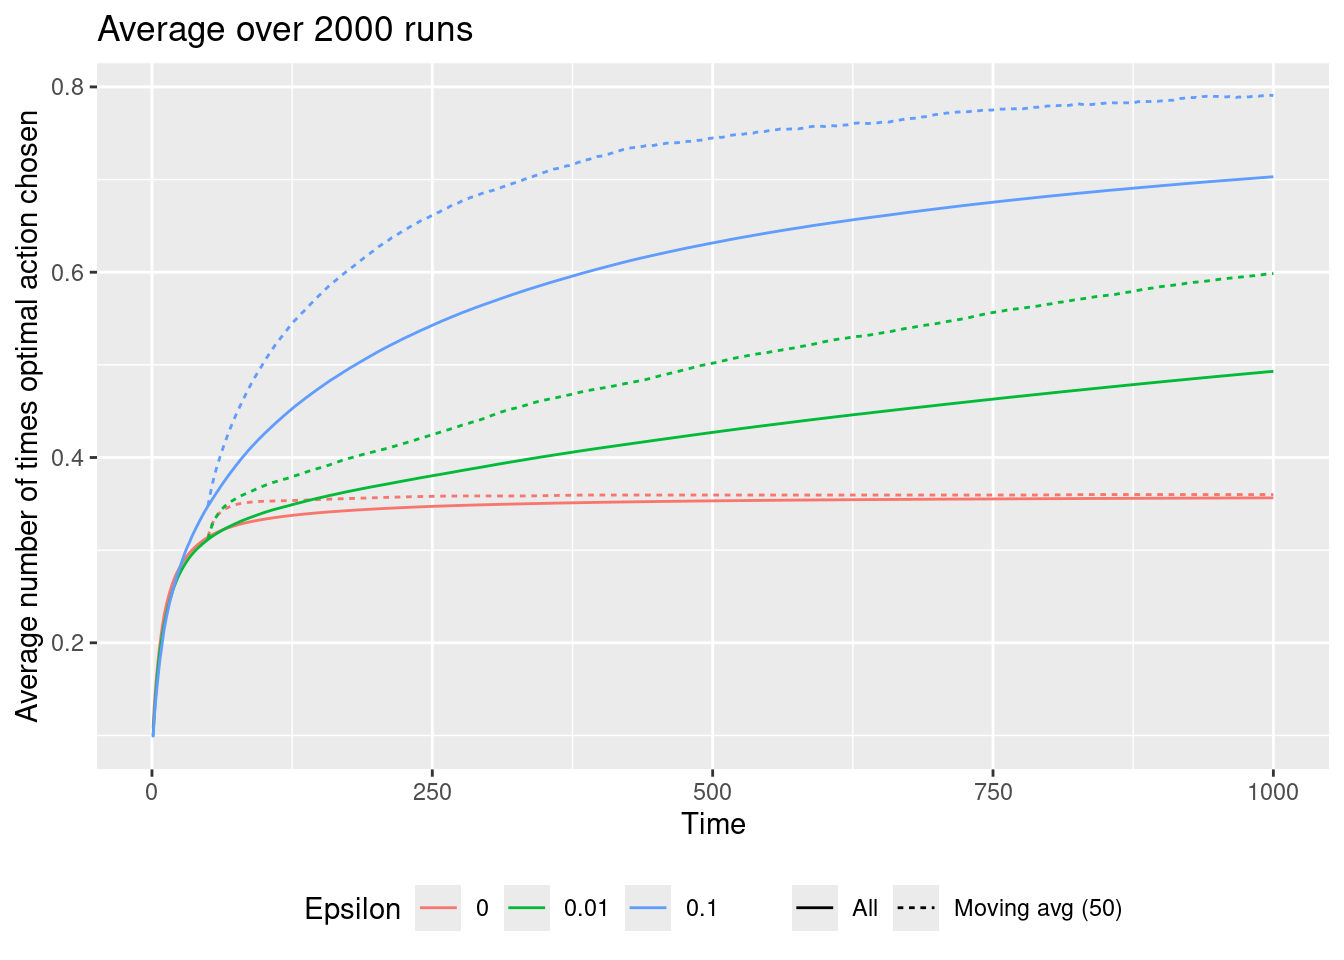 Average over 2000 runs
Average number of times optimal action chosen
0.8
0.6
0.4
0.2
0 250 500 750 1000
Time
Epsilon 0 0.01 0.1 All Moving avg (50)